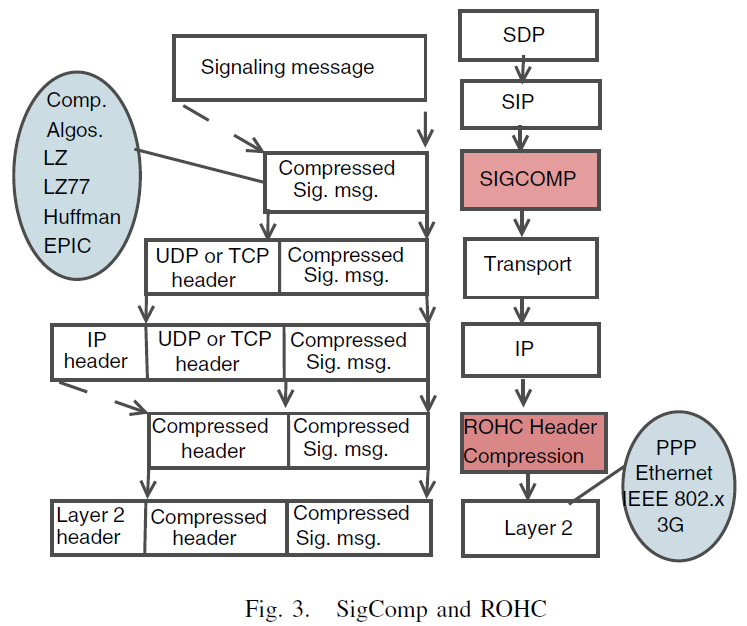 SDP
Signaling message
SIP
Comp.
Algos.
LZ
LZ77
Huffman
EPIC
Compressed
Sig. msg.
SIGCOMP
UDP or TCP
header
Compressed
Sig. msg.
Transport
IP
header
UDP or TCP
header
Compressed
Sig. msg.
IP
Compressed
header
Compressed
Sig. msg.
ROHC Header
Compression
PPP
Ethernet
IEEE 802.x
3G
Layer 2
header
Compressed
header
Compressed
Sig. msg.
Layer 2
Fig. 3. SigComp and ROHC